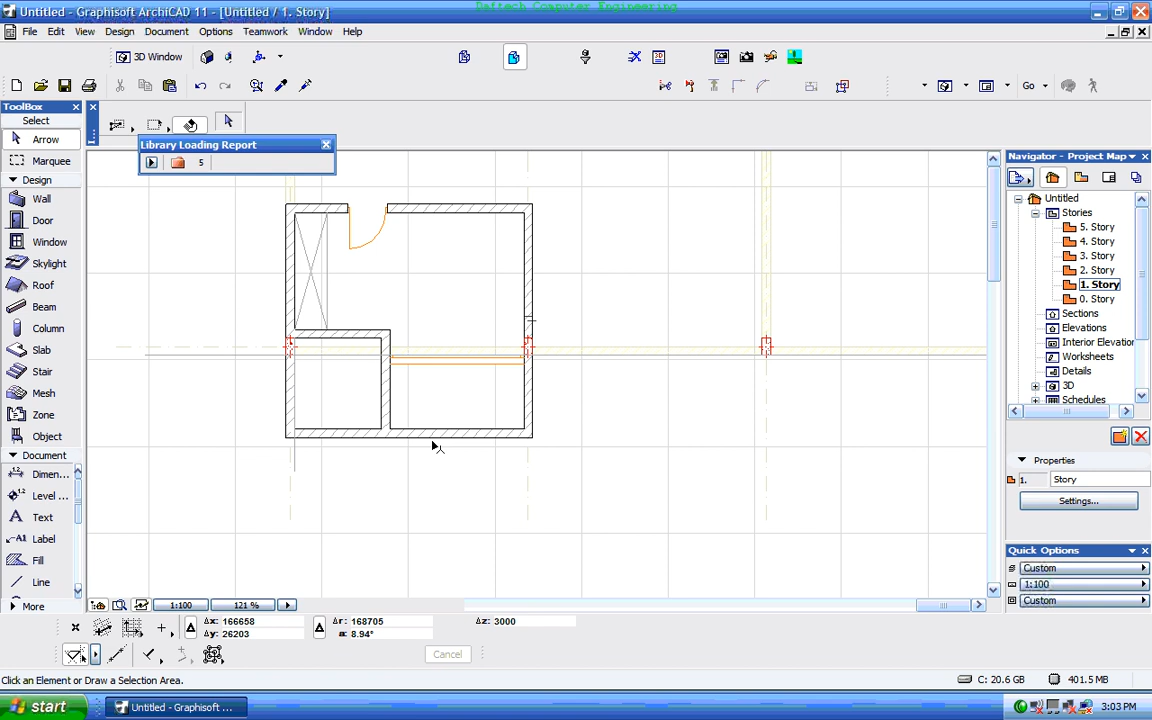 Daftech Computer Engineering
Untitled - Graphisoft ArchiCAD 11 - [Untitled / 1. Story]
File Edit View Design Document Options Teamwork Window Help
3D Window
Go
ToolBox
Select
Arrow
Marquee
Design
Wall
Door
Window
Skylight
Roof
Beam
Column
Slab
Stair
Mesh
Zone
Object
Document
Dimen...
Level ...
Text
Label
Fill
Line
More
Library Loading Report
5
Navigator - Project Map
Untitled
Stories
5. Story
4. Story
3. Story
2. Story
1. Story
0. Story
Sections
Elevations
Interior Elevation
Worksheets
Details
3D
Schedules
Properties
1. Story
Settings...
Quick Options
Custom
1:100
Custom
1:100 121 %
Δx: 166658 Δr: 168705 Δz: 3000
Δy: 26203 α: 8.94°
Cancel
Click an Element or Draw a Selection Area.
C: 20.6 GB 401.5 MB
start
Untitled - Graphisoft ...
3:03 PM